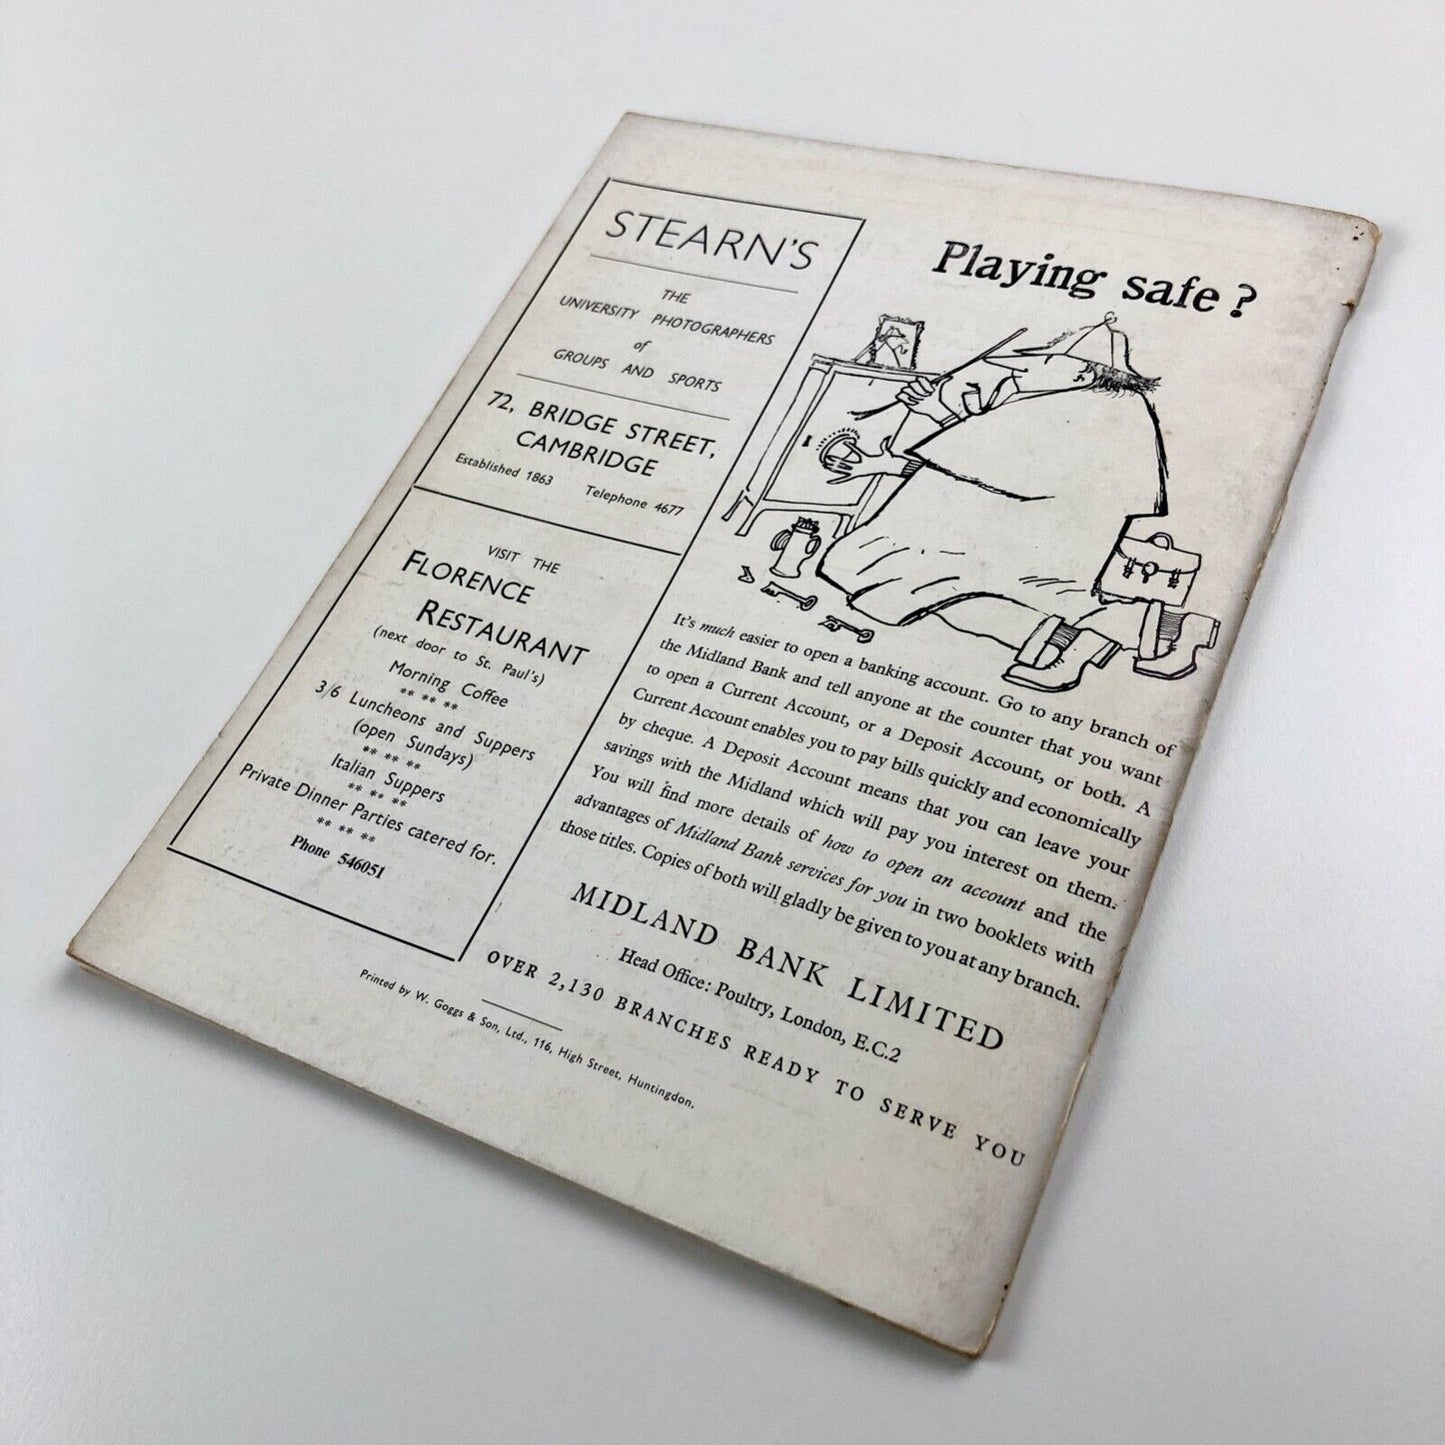 STEARN'S
THE
UNIVERSITY PHOTOGRAPHERS
of
GROUPS AND SPORTS
72, BRIDGE STREET,
CAMBRIDGE
Established 1863 Telephone 4677
VISIT THE
FLORENCE
RESTAURANT
(next door to St. Paul's)
Morning Coffee
** ** **
3/6 Luncheons and Suppers
(open Sundays)
** ** **
Italian Suppers
** ** **
Private Dinner Parties catered for.
** ** **
Phone 546051
Playing safe?
It's much easier to open a banking account. Go to any branch of
the Midland Bank and tell anyone at the counter that you want
to open a Current Account, or a Deposit Account, or both. A
Current Account enables you to pay bills quickly and economically
by cheque. A Deposit Account means that you can leave your
savings with the Midland which will pay you interest on them.
You will find more details of how to open an account and the
advantages of Midland Bank services for you in two booklets with
those titles. Copies of both will gladly be given to you at any branch.
MIDLAND BANK LIMITED
Head Office: Poultry, London, E.C.2
OVER 2,130 BRANCHES READY TO SERVE YOU
Printed by W. Goggs & Son, Ltd., 116, High Street, Huntingdon.